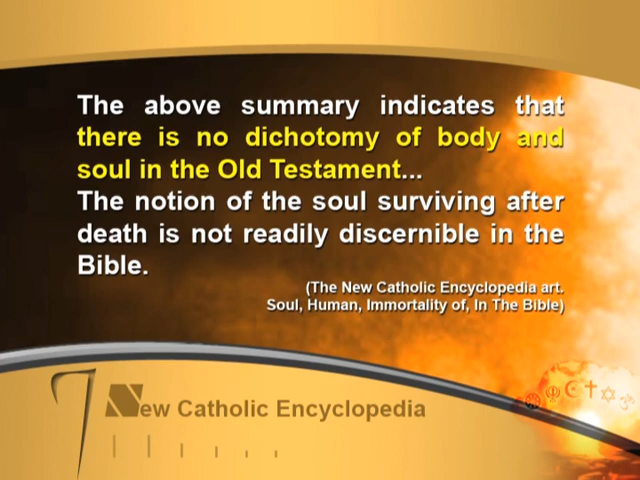 The above summary indicates that
there is no dichotomy of body and
soul in the Old Testament...
The notion of the soul surviving after
death is not readily discernible in the
Bible.
(The New Catholic Encyclopedia art.
Soul, Human, Immortality of, In The Bible)
New Catholic Encyclopedia